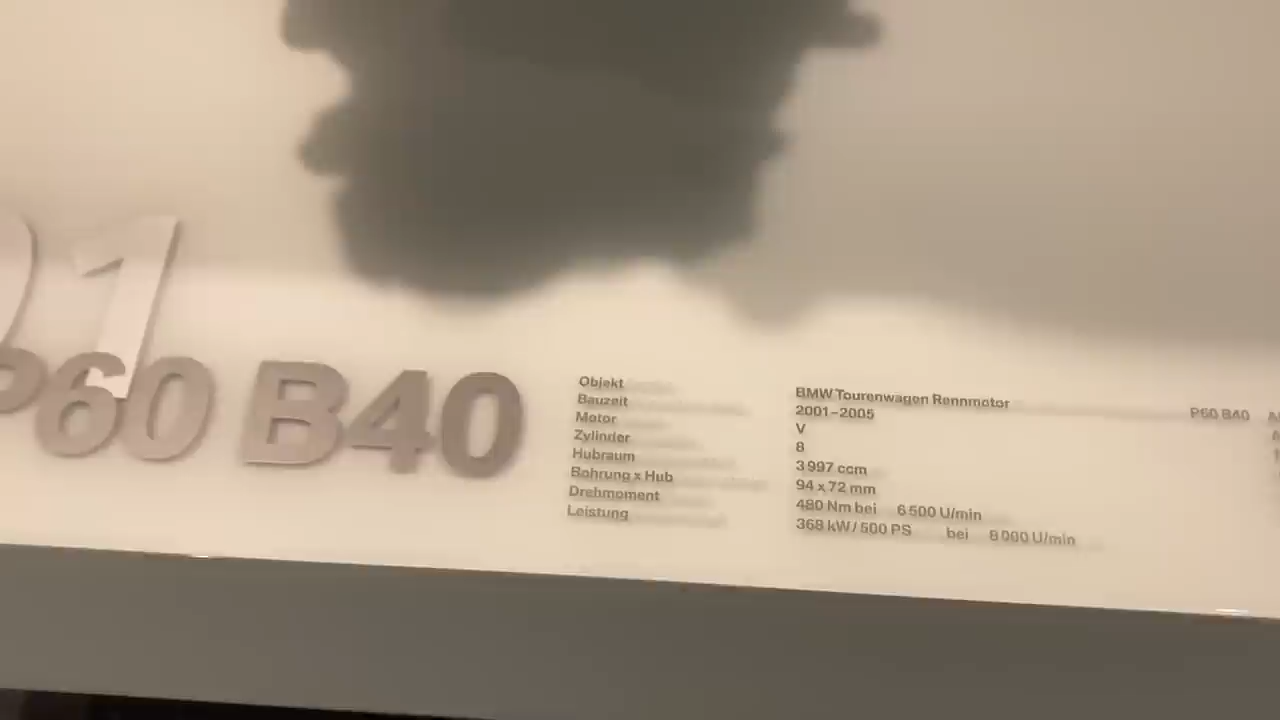 01
P60 B40
Objekt BMW Tourenwagen Rennmotor P60 B40
Bauzeit 2001–2005
Motor V
Zylinder 8
Hubraum 3 997 ccm
Bohrung x Hub 94 x 72 mm
Drehmoment 480 Nm bei 6 500 U/min
Leistung 368 kW / 500 PS bei 8 000 U/min